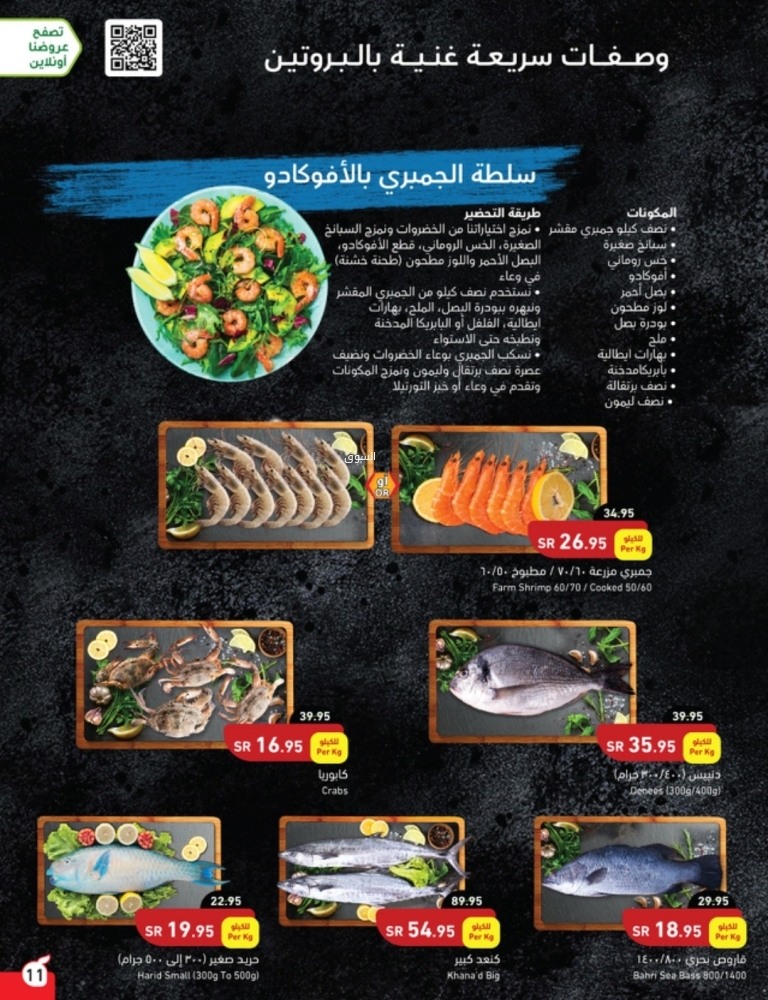 تصفح
عروضنا
أونلاين
وصفات سريعة غنية بالبروتين
سلطة الجمبري بالأفوكادو
المكونات
• نصف كيلو جمبري مقشر
• سبانخ صغيرة
• خس روماني
• أفوكادو
• بصل أحمر
• لوز مطحون
• بودرة بصل
• ملح
• بهارات ايطالية
• بابريكامدخنة
• نصف برتقالة
• نصف ليمون
طريقة التحضير
• نمزج اختياراتنا من الخضروات ونمزج السبانخ
الصغيرة، الخس الروماني، قطع الأفوكادو،
البصل الأحمر واللوز مطحون (طحنة خشنة)
في وعاء
• نستخدم نصف كيلو من الجمبري المقشر
ونبهره ببودرة البصل، الملح، بهارات
ايطالية، الفلفل أو البابريكا المدخنة
ونطبخه حتى الاستواء
• نسكب الجمبري بوعاء الخضروات ونضيف
عصرة نصف برتقال وليمون ونمزج المكونات
وتقدم في وعاء أو خبز التورتيلا
أو
OR
34.95
SR 26.95
للكيلو
Per Kg
جمبري مزرعة ٧٠/٦٠ / مطبوخ ٦٠/٥٠
Farm Shrimp 60/70 / Cooked 50/60
39.95
SR 16.95
للكيلو
Per Kg
كابوريا
Crabs
39.95
SR 35.95
للكيلو
Per Kg
دنييس (٣٠٠/٤٠٠ جرام)
Denees (300g/400g)
22.95
SR 19.95
للكيلو
Per Kg
حريد صغير (٣٠٠ إلى ٥٠٠ جرام)
Harid Small (300g To 500g)
89.95
SR 54.95
للكيلو
Per Kg
كنعد كبير
Khana'd Big
29.95
SR 18.95
للكيلو
Per Kg
قاروص بحري ١٤٠٠/٨٠٠
Bahri Sea Bass 800/1400
11